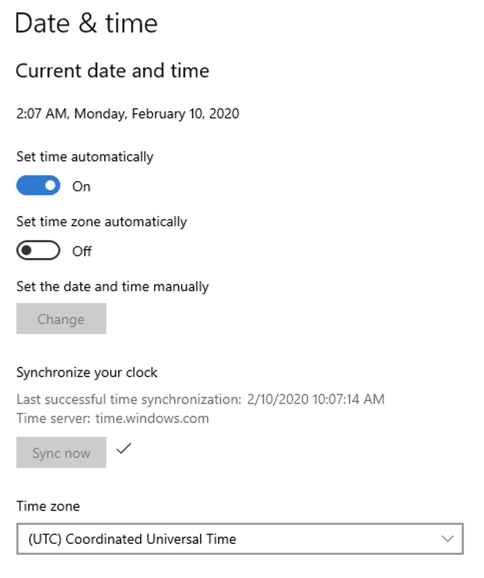 Date & time
Current date and time
2:07 AM, Monday, February 10, 2020
Set time automatically
On
Set time zone automatically
Off
Set the date and time manually
Change
Synchronize your clock
Last successful time synchronization: 2/10/2020 10:07:14 AM
Time server: time.windows.com
Sync now
Time zone
(UTC) Coordinated Universal Time